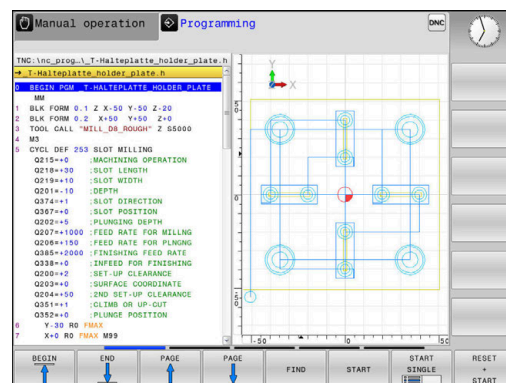 Manual operation
Programming
DNC
TNC:\nc_prog…\_T-Halteplatte_holder_plate.h
→_T-Halteplatte_holder_plate.h
0 BEGIN PGM _T-HALTEPLATTE_HOLDER_PLATE
MM
1 BLK FORM 0.1 Z X-50 Y-50 Z-20
2 BLK FORM 0.2 X+50 Y+50 Z+0
3 TOOL CALL "MILL_D8_ROUGH" Z S5000
4 M3
5 CYCL DEF 253 SLOT MILLING
Q215=+0 ;MACHINING OPERATION
Q218=+30 ;SLOT LENGTH
Q219=+10 ;SLOT WIDTH
Q201=-10 ;DEPTH
Q374=+1 ;SLOT DIRECTION
Q367=+0 ;SLOT POSITION
Q202=+5 ;PLUNGING DEPTH
Q207=+1000 ;FEED RATE FOR MILLNG
Q206=+150 ;FEED RATE FOR PLNGNG
Q385=+2000 ;FINISHING FEED RATE
Q338=+0 ;INFEED FOR FINISHING
Q200=+2 ;SET-UP CLEARANCE
Q203=+0 ;SURFACE COORDINATE
Q204=+50 ;2ND SET-UP CLEARANCE
Q351=+1 ;CLIMB OR UP-CUT
Q352=+0 ;PLUNGE POSITION
6 Y-30 R0 FMAX
7 X+0 R0 FMAX M99
Y
X
50
0
-50
-50
0
50
BEGIN
END
PAGE
PAGE
FIND
START
START
SINGLE
RESET
+
START